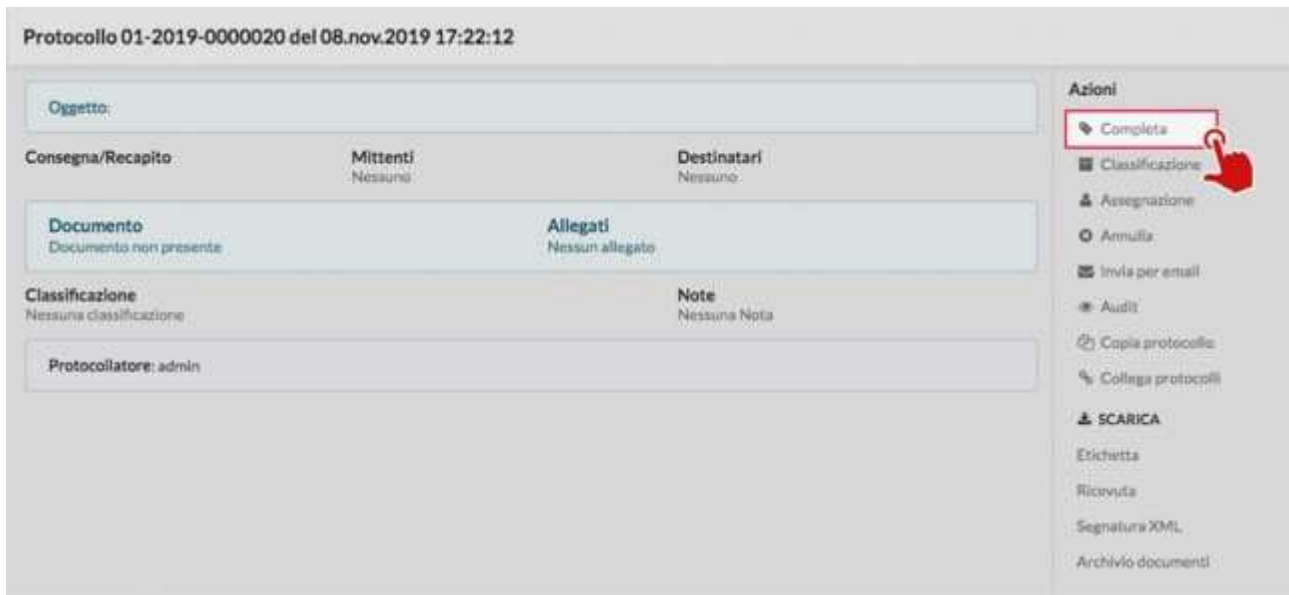 Protocollo 01-2019-0000020 del 08.nov.2019 17:22:12
Oggetto:
Consegna/Recapito
Mittenti
Nessuno
Destinatari
Nessuno
Documento
Documento non presente
Allegati
Nessun allegato
Classificazione
Nessuna classificazione
Note
Nessuna Nota
Protocollatore: admin
Azioni
Completa
Classificazione
Assegnazione
Annulla
Invia per email
Audit
Copia protocollo
Collega protocolli
SCARICA
Etichetta
Ricevuta
Segnatura XML
Archivio documenti